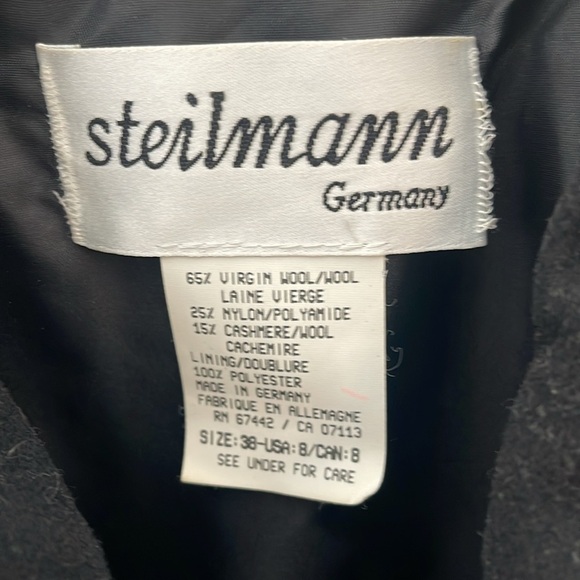 steilmann
Germany
65% VIRGIN WOOL/WOOL
LAINE VIERGE
25% NYLON/POLYAMIDE
15% CASHMERE/WOOL
CACHEMIRE
LINING/DOUBLURE
100% POLYESTER
MADE IN GERMANY
FABRIQUE EN ALLEMAGNE
RN 67442 / CA 07113
SIZE:38-USA:8/CAN:8
SEE UNDER FOR CARE